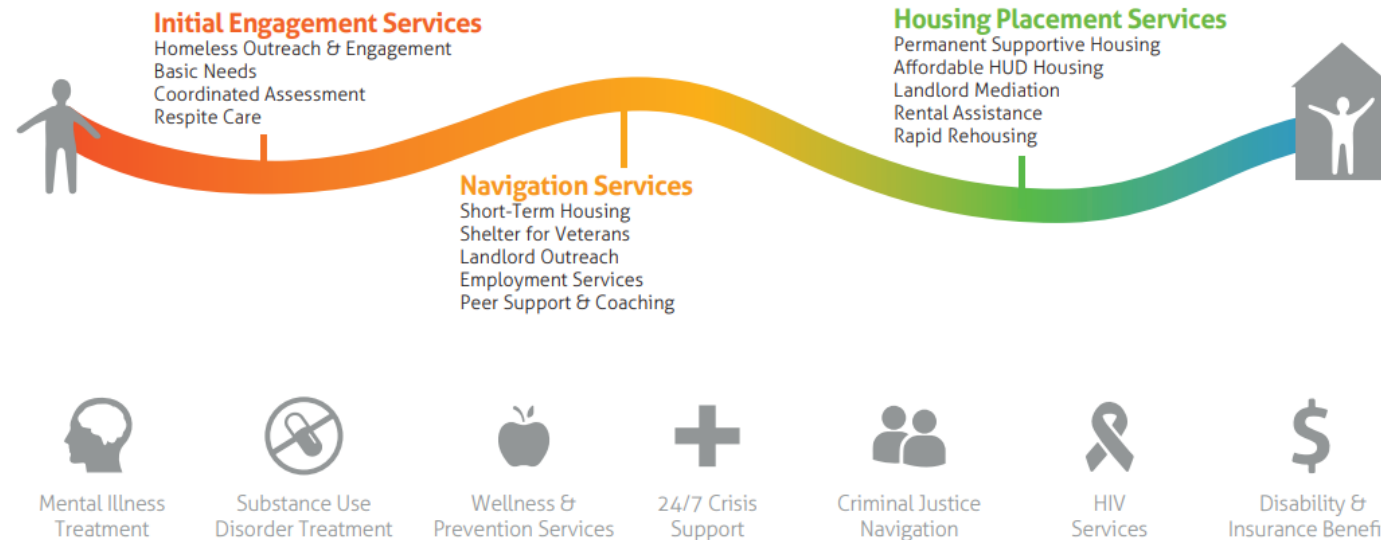 Initial Engagement Services
Homeless Outreach & Engagement
Basic Needs
Coordinated Assessment
Respite Care
Navigation Services
Short-Term Housing
Shelter for Veterans
Landlord Outreach
Employment Services
Peer Support & Coaching
Housing Placement Services
Permanent Supportive Housing
Affordable HUD Housing
Landlord Mediation
Rental Assistance
Rapid Rehousing
Mental Illness
Treatment
Substance Use
Disorder Treatment
Wellness &
Prevention Services
24/7 Crisis
Support
Criminal Justice
Navigation
HIV
Services
Disability &
Insurance Benefi